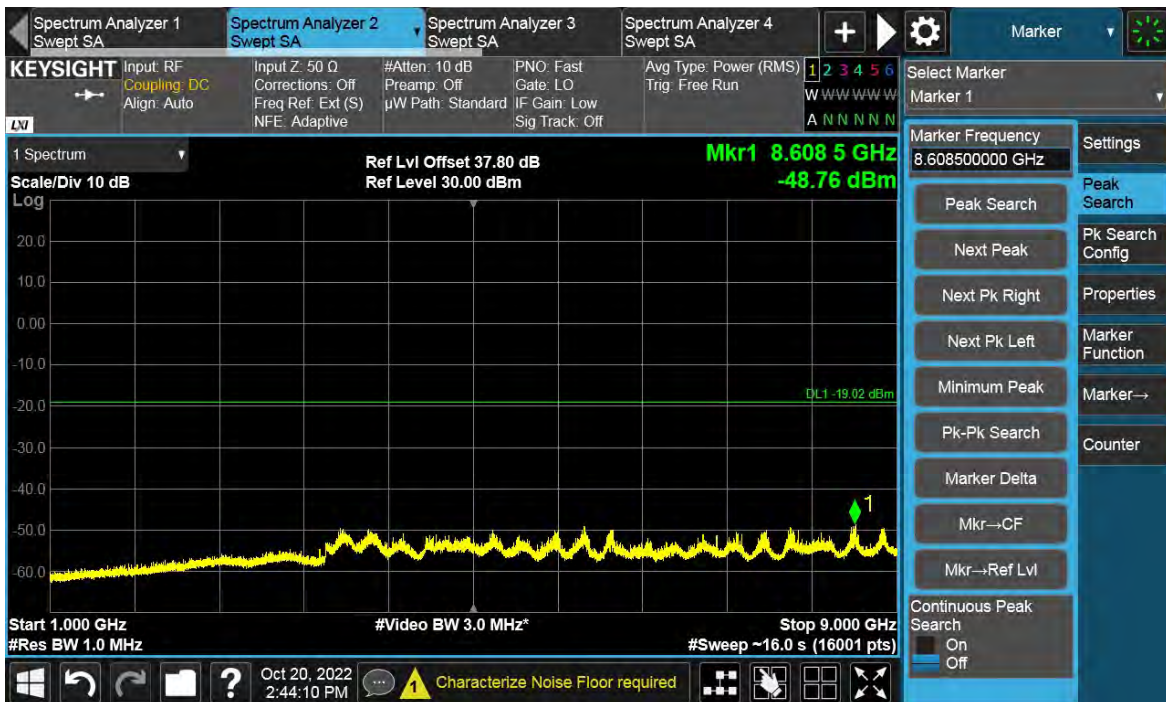 Spectrum Analyzer 1
Swept SA
Spectrum Analyzer 2
Swept SA
Spectrum Analyzer 3
Swept SA
Spectrum Analyzer 4
Swept SA
+
Marker
KEYSIGHT
LXI
Input: RF
Coupling: DC
Align: Auto
Input Z: 50 Ω
Corrections: Off
Freq Ref: Ext (S)
NFE: Adaptive
#Atten: 10 dB
Preamp: Off
µW Path: Standard
PNO: Fast
Gate: LO
IF Gain: Low
Sig Track: Off
Avg Type: Power (RMS)
Trig: Free Run
1 2 3 4 5 6
W W W W W W
A N N N N N
Select Marker
Marker 1
1 Spectrum
Scale/Div 10 dB
Log
Ref Lvl Offset 37.80 dB
Ref Level 30.00 dBm
Mkr1 8.608 5 GHz
-48.76 dBm
20.0
10.0
0.00
-10.0
-20.0
-30.0
-40.0
-50.0
-60.0
DL1 -19.02 dBm
1
Start 1.000 GHz
#Res BW 1.0 MHz
#Video BW 3.0 MHz*
Stop 9.000 GHz
#Sweep ~16.0 s (16001 pts)
Marker Frequency
8.608500000 GHz
Peak Search
Next Peak
Next Pk Right
Next Pk Left
Minimum Peak
Pk-Pk Search
Marker Delta
Mkr→CF
Mkr→Ref Lvl
Continuous Peak
Search
On
Off
Settings
Peak
Search
Pk Search
Config
Properties
Marker
Function
Marker→
Counter
?
Oct 20, 2022
2:44:10 PM
1
Characterize Noise Floor required